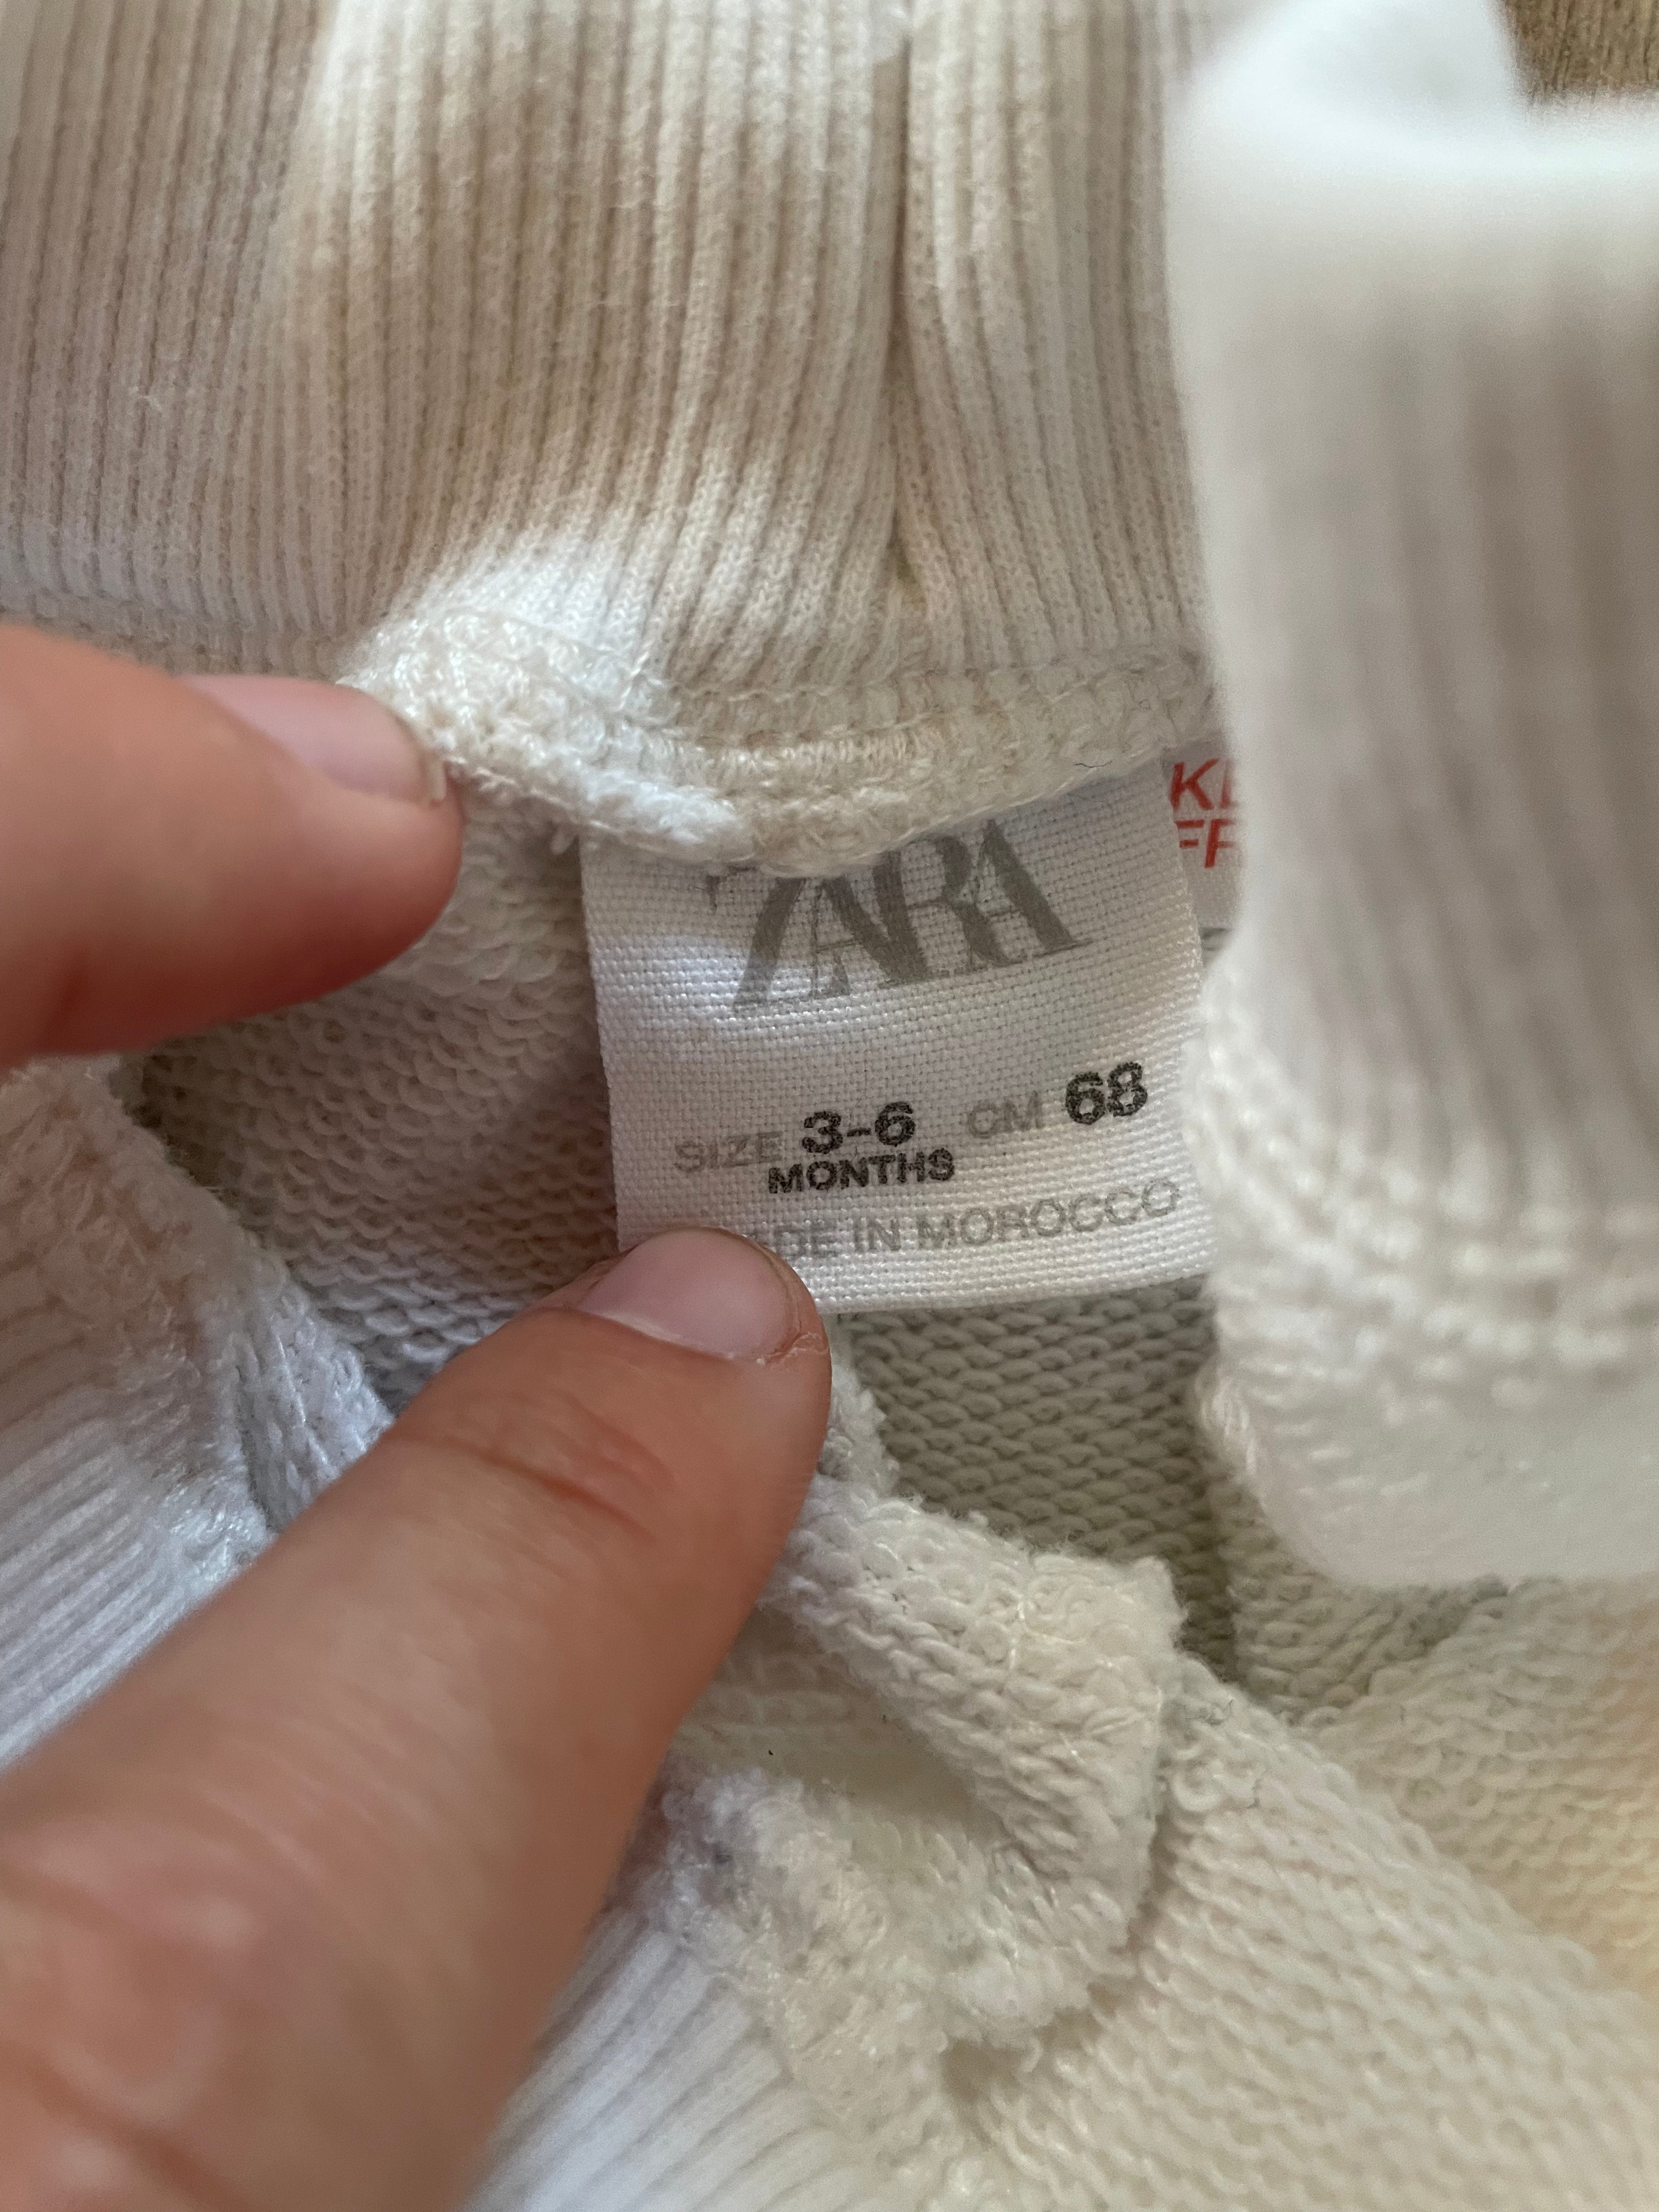 ZARA
SIZE 3-6 CM 68
MONTHS
DE IN MOROCCO